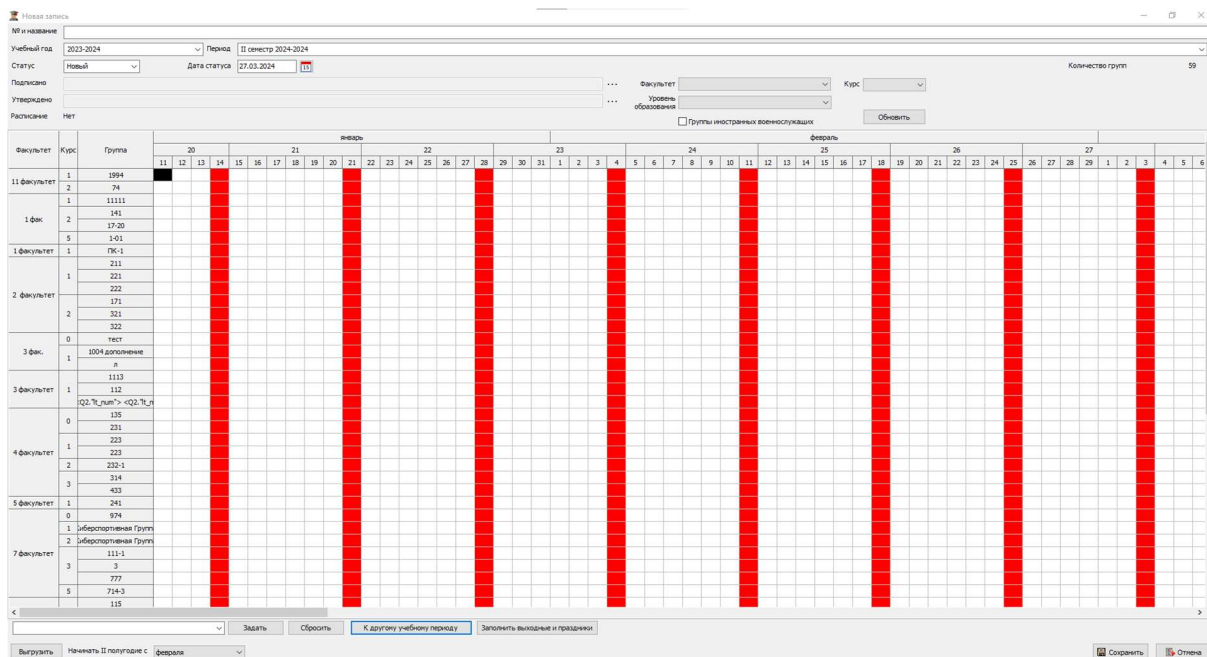 Новая запись
№ и название
Учебный год 2023-2024 Период II семестр 2024-2024
Статус Новый Дата статуса 27.03.2024 15 Количество групп 59
Подписано ... Факультет Курс
Утверждено ... Уровень образования
Расписание Нет Группы иностранных военнослужащих Обновить
Факультет Курс Группа январь февраль
20 21 22 23 24 25 26 27
11 12 13 14 15 16 17 18 19 20 21 22 23 24 25 26 27 28 29 30 31 1 2 3 4 5 6 7 8 9 10 11 12 13 14 15 16 17 18 19 20 21 22 23 24 25 26 27 28 29 1 2 3 4 5 6
11 факультет 1 1994
2 74
1 фак 1 11111
2 141
17-20
5 1-01
1 факультет 1 ПК-1
2 факультет 1 211
221
222
2 171
321
322
3 фак. 0 тест
1 1004 дополнение
л
3 факультет 1 1113
112
:Q2."lt_num"> <Q2."lt_n
4 факультет 0 135
231
1 223
223
2 232-1
3 314
433
5 факультет 1 241
7 факультет 0 974
1 Киберспортивная Групп
2 Киберспортивная Групп
3 111-1
3
777
5 714-3
115
Задать Сбросить К другому учебному периоду Заполнить выходные и праздники
Выгрузить Начинать II полугодие с февраля Сохранить Отмена